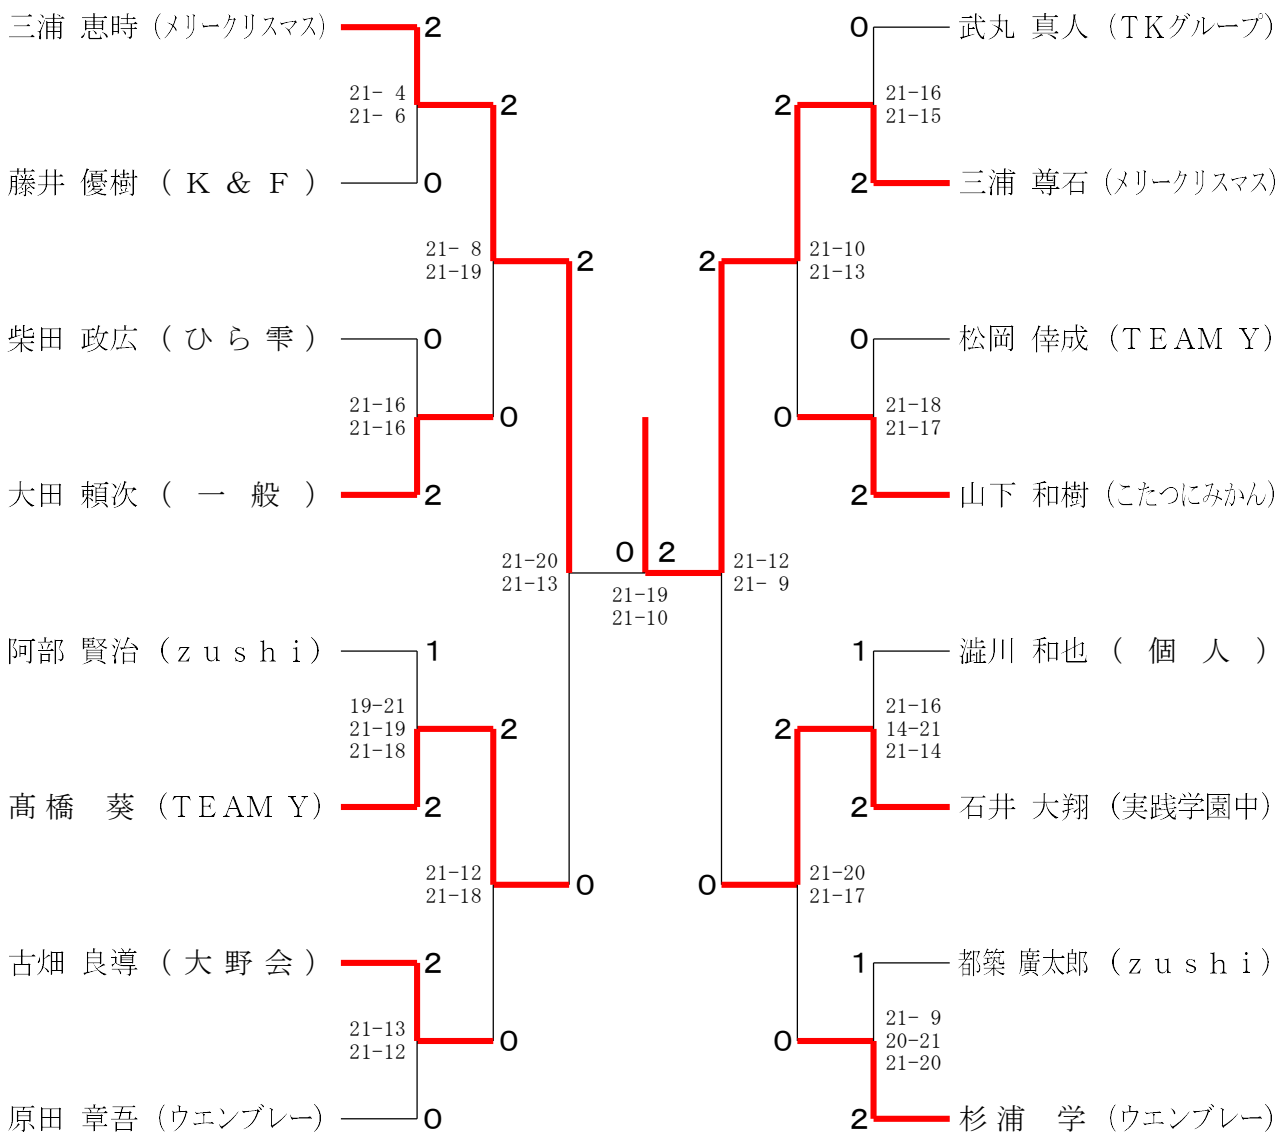 三浦 恵時 (メリークリスマス) 2
21- 4
21- 6
2
藤井 優樹 ( K & F ) 0
21- 8
21-19
2
柴田 政広 ( ひ ら 雫 ) 0
21-16
21-16
0
大田 頼次 ( 一 般 ) 2
21-20
21-13
阿部 賢治 (z u s h i) 1
19-21
21-19
21-18
2
髙 橋 葵 (TEAM Y) 2
21-12
21-18
0
古畑 良導 ( 大 野 会 ) 2
21-13
21-12
0
原田 章吾 (ウエンブレー) 0
0 2
21-19
21-10
0 武丸 真人 (TKグループ)
2
21-16
21-15
2 三浦 尊石 (メリークリスマス)
2
21-10
21-13
0 松岡 倖成 (TEAM Y)
0
21-18
21-17
2 山下 和樹 (こたつにみかん)
21-12
21- 9
1 澁川 和也 ( 個 人 )
2
21-16
14-21
21-14
2 石井 大翔 (実践学園中)
0
21-20
21-17
1 都築 廣太郎 (z u s h i)
0
21- 9
20-21
21-20
2 杉 浦 学 (ウエンブレー)